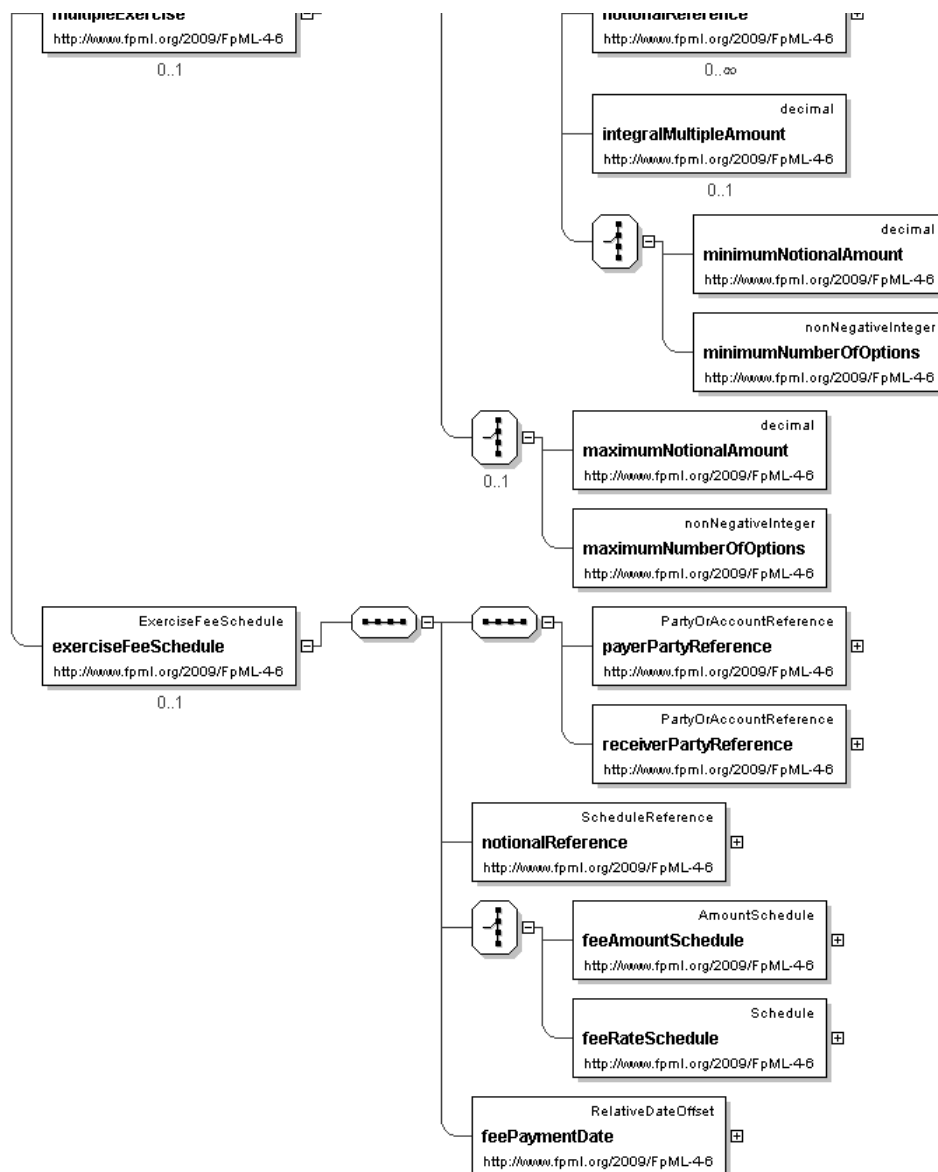 multipleExercise
http://www.fpml.org/2009/FpML-4-6
0..1
notionalReference
http://www.fpml.org/2009/FpML-4-6
0..∞
decimal
integralMultipleAmount
http://www.fpml.org/2009/FpML-4-6
0..1
decimal
minimumNotionalAmount
http://www.fpml.org/2009/FpML-4-6
nonNegativeInteger
minimumNumberOfOptions
http://www.fpml.org/2009/FpML-4-6
0..1
decimal
maximumNotionalAmount
http://www.fpml.org/2009/FpML-4-6
nonNegativeInteger
maximumNumberOfOptions
http://www.fpml.org/2009/FpML-4-6
ExerciseFeeSchedule
exerciseFeeSchedule
http://www.fpml.org/2009/FpML-4-6
0..1
PartyOrAccountReference
payerPartyReference
http://www.fpml.org/2009/FpML-4-6
PartyOrAccountReference
receiverPartyReference
http://www.fpml.org/2009/FpML-4-6
ScheduleReference
notionalReference
http://www.fpml.org/2009/FpML-4-6
AmountSchedule
feeAmountSchedule
http://www.fpml.org/2009/FpML-4-6
Schedule
feeRateSchedule
http://www.fpml.org/2009/FpML-4-6
RelativeDateOffset
feePaymentDate
http://www.fpml.org/2009/FpML-4-6